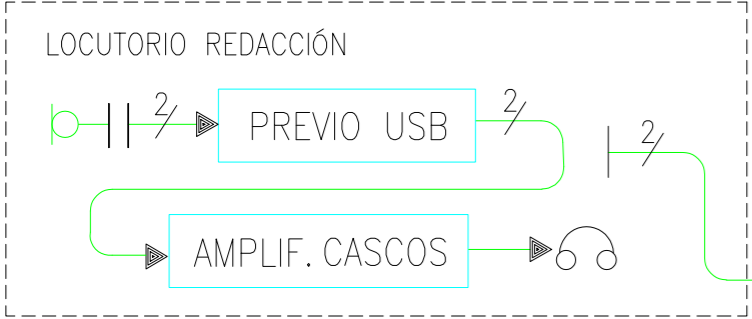 LOCUTORIO REDACCIÓN
2
PREVIO USB
2
2
AMPLIF. CASCOS